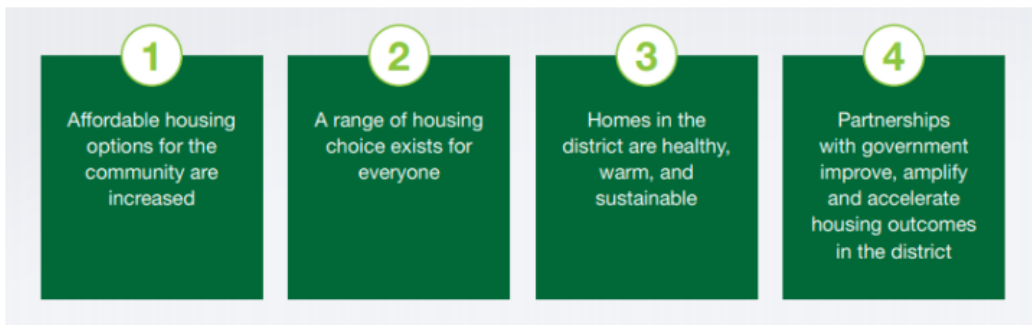 1
Affordable housing
options for the
community are
increased
2
A range of housing
choice exists for
everyone
3
Homes in the
district are healthy,
warm, and
sustainable
4
Partnerships
with government
improve, amplify
and accelerate
housing outcomes
in the district